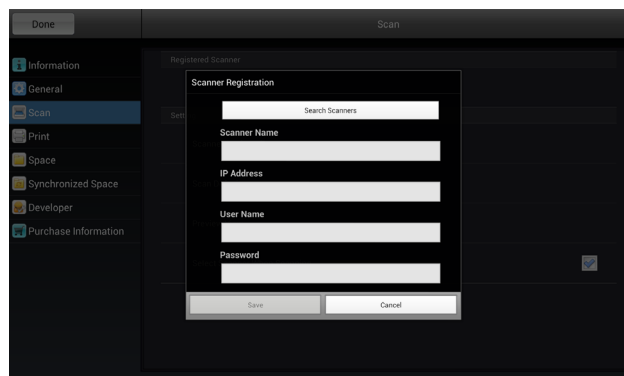 Done
Scan
Information
General
Scan
Print
Space
Synchronized Space
Developer
Purchase Information
Registered Scanner
Sett
Scanner Registration
Search Scanners
Scanner Name
IP Address
User Name
Password
Save
Cancel